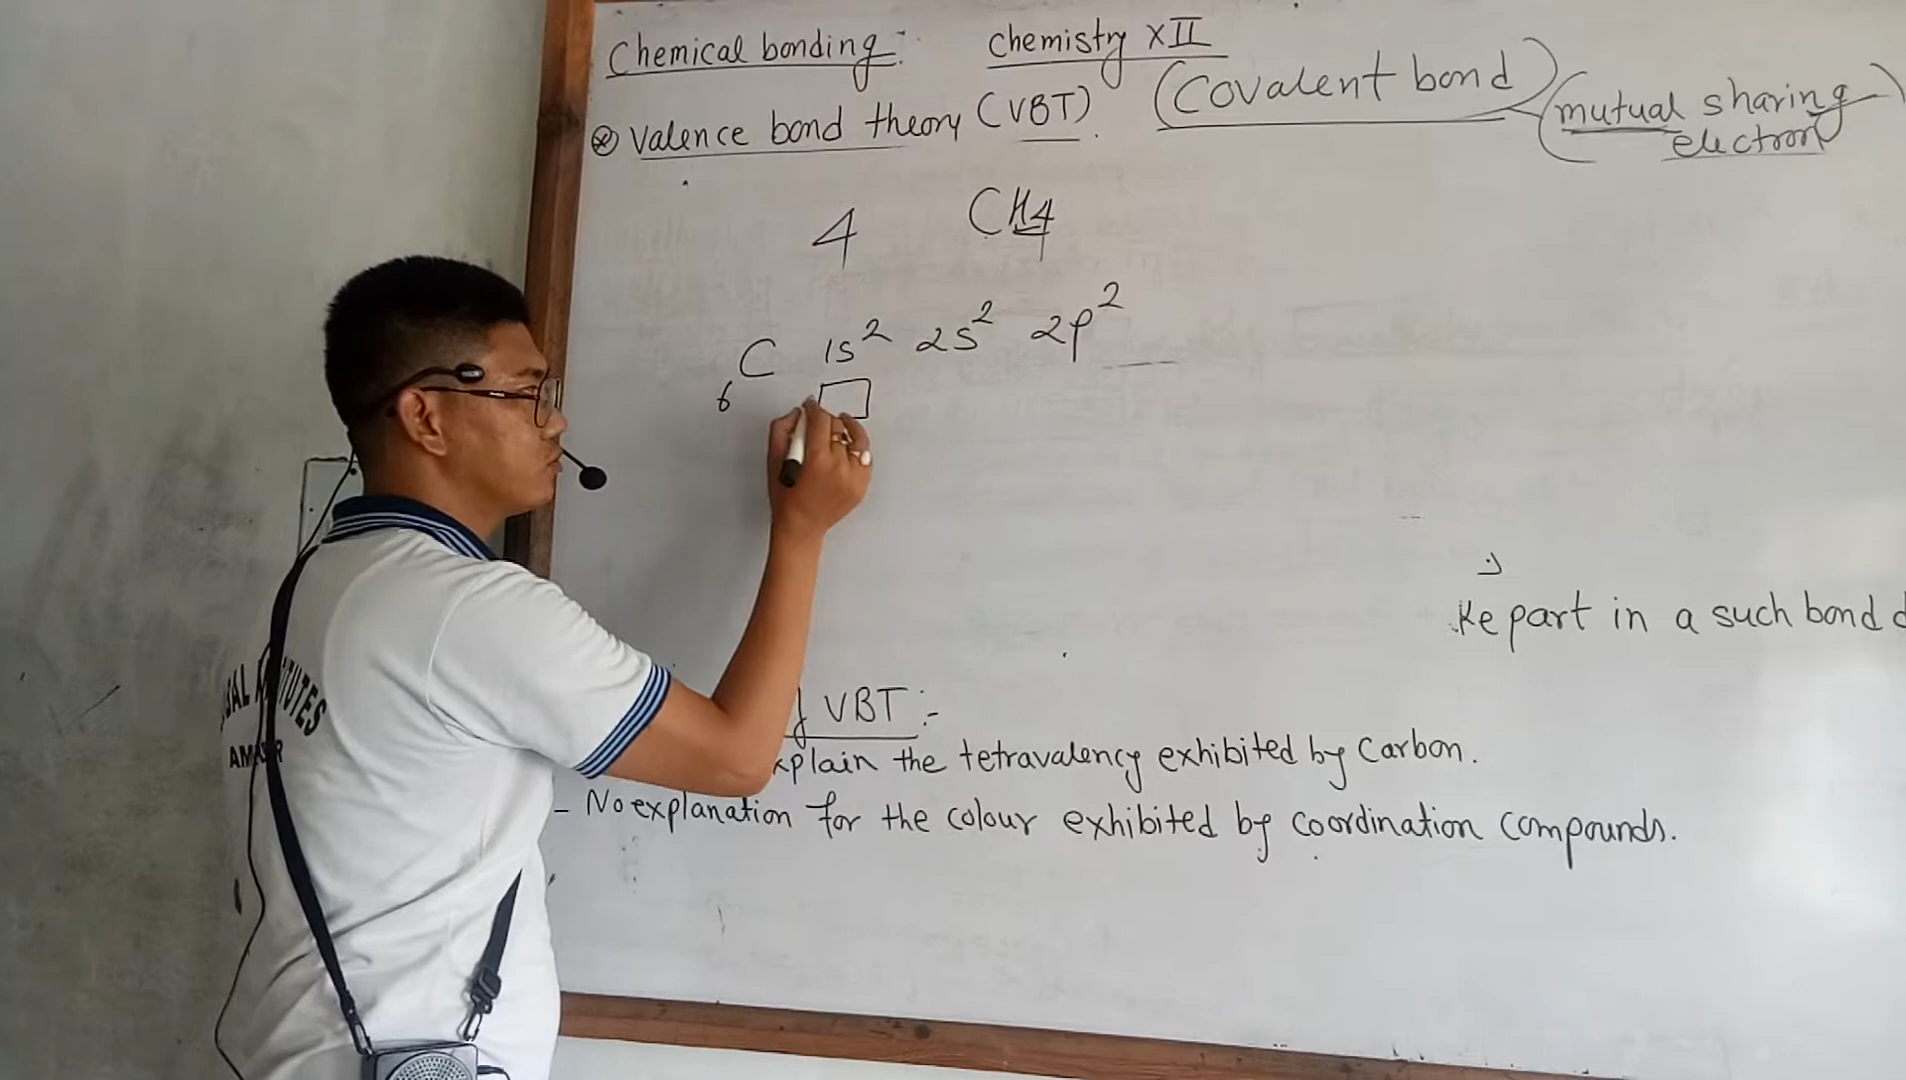 Chemical bonding:- Chemistry XII
⊛ Valence bond theory (VBT). (Covalent bond) (mutual sharing
electron
4 CH4
6C 1s² 2s² 2p²
ke part in a such bond
VBT :-
xplain the tetravalency exhibited by Carbon.
- No explanation for the colour exhibited by coordination compounds.
TUTES
AM